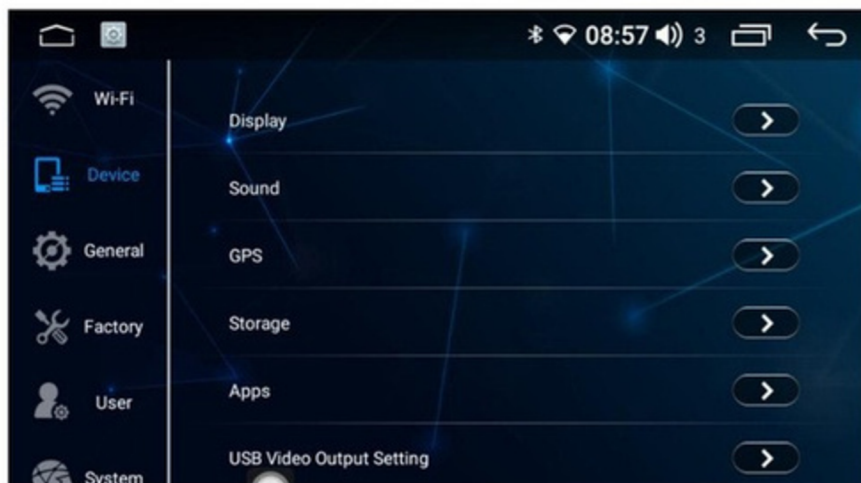 08:57 3
Wi-Fi
Device
General
Factory
User
System
Display
Sound
GPS
Storage
Apps
USB Video Output Setting